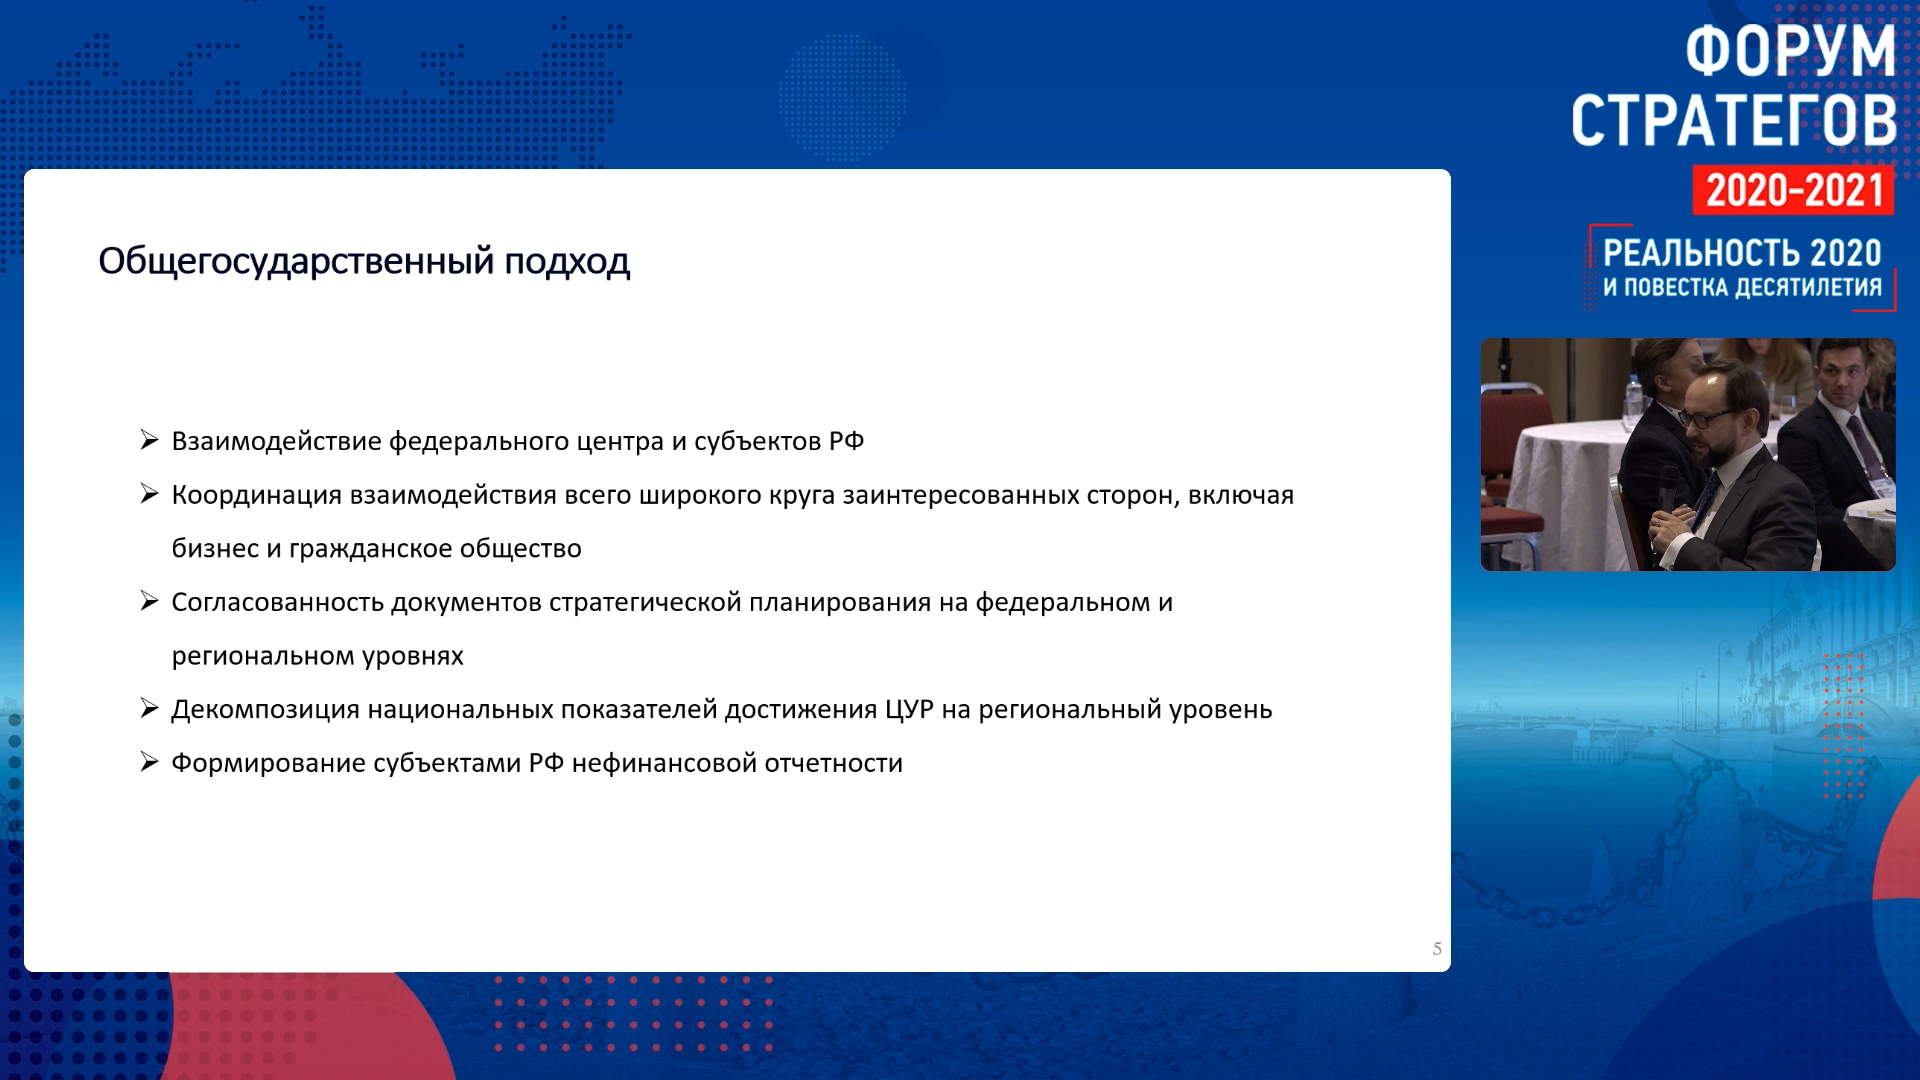 ФОРУМ
СТРАТЕГОВ
2020-2021
РЕАЛЬНОСТЬ 2020
И ПОВЕСТКА ДЕСЯТИЛЕТИЯ
Общегосударственный подход
Взаимодействие федерального центра и субъектов РФ
Координация взаимодействия всего широкого круга заинтересованных сторон, включая
бизнес и гражданское общество
Согласованность документов стратегической планирования на федеральном и
региональном уровнях
Декомпозиция национальных показателей достижения ЦУР на региональный уровень
Формирование субъектами РФ нефинансовой отчетности
5